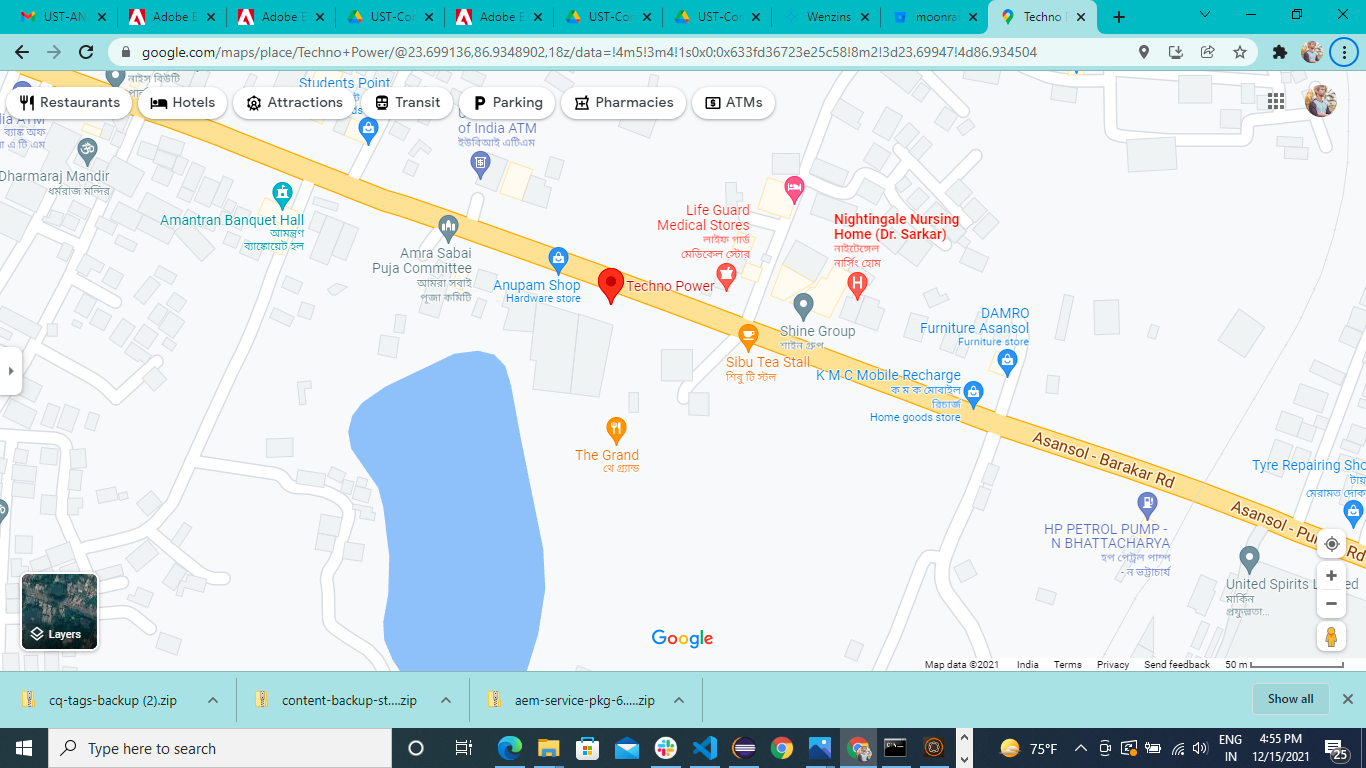 UST-AN
Adobe E
Adobe E
UST-Co
Adobe E
UST-Co
UST-Co
Wenzins
moonra
Techno
google.com/maps/place/Techno+Power/@23.699136,86.9348902,18z/data=!4m5!3m4!1s0x0:0x633fd36723e25c58!8m2!3d23.69947!4d86.934504
Restaurants
Hotels
Attractions
Transit
Parking
Pharmacies
ATMs
নাইস বিউটি
Students Point
of India ATM
ইউবিআই এটিএম
ব্যাঙ্ক অফ
Dharmaraj Mandir
ধর্মরাজ মন্দির
Amantran Banquet Hall
আমন্ত্রণ
ব্যাঙ্কোয়েট হল
Amra Sabai
Puja Committee
আমরা সবাই
পূজা কমিটি
Anupam Shop
Hardware store
Techno Power
Life Guard
Medical Stores
লাইফ গার্ড
মেডিকেল স্টোর
Nightingale Nursing
Home (Dr. Sarkar)
নাইটেঙ্গেল
নার্সিং হোম
Shine Group
শাইন গ্রুপ
Sibu Tea Stall
শিবু টি স্টল
DAMRO
Furniture Asansol
Furniture store
K M C Mobile Recharge
ক ম ক মোবাইল
রিচার্জ
Home goods store
The Grand
থে গ্র্যান্ড
Asansol - Barakar Rd
Tyre Repairing Sho
টায়
মেরামত দোক
Asansol - Pu
Rd
HP PETROL PUMP -
N BHATTACHARYA
হপ পেট্রল পাম্প
- ন ভট্টাচার্য
United Spirits L
মার্কিন
প্রফুল্লতা...
Layers
Google
Map data ©2021
India
Terms
Privacy
Send feedback
50 m
cq-tags-backup (2).zip
content-backup-st....zip
aem-service-pkg-6.....zip
Show all
Type here to search
75°F
ENG
IN
4:55 PM
12/15/2021
25